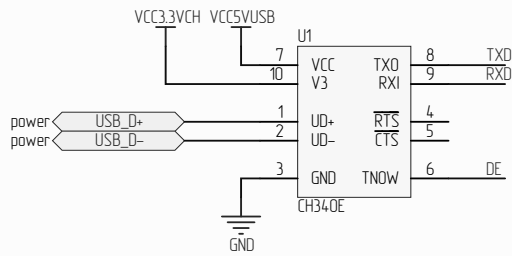 VCC3.3VCH VCC5VUSB
U1
7 VCC TXO 8 TXD
10 V3 RXI 9 RXD
power USB_D+ 1 UD+ RTS 4
power USB_D- 2 UD- CTS 5
3 GND TNOW 6 DE
CH340E
GND